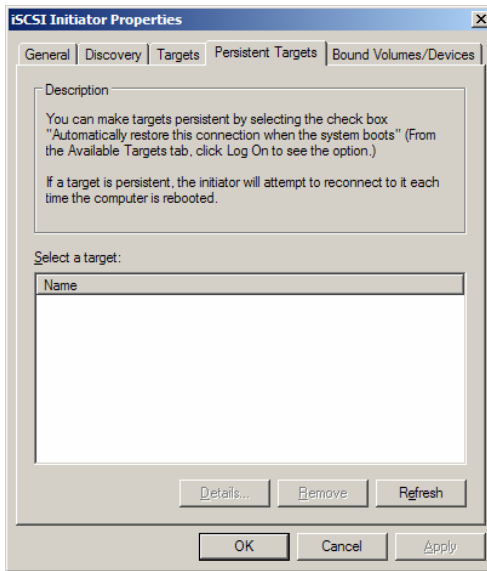 iSCSI Initiator Properties
General
Discovery
Targets
Persistent Targets
Bound Volumes/Devices
Description
You can make targets persistent by selecting the check box
"Automatically restore this connection when the system boots" (From
the Available Targets tab, click Log On to see the option.)
If a target is persistent, the initiator will attempt to reconnect to it each
time the computer is rebooted.
Select a target:
Name
Details...
Remove
Refresh
OK
Cancel
Apply